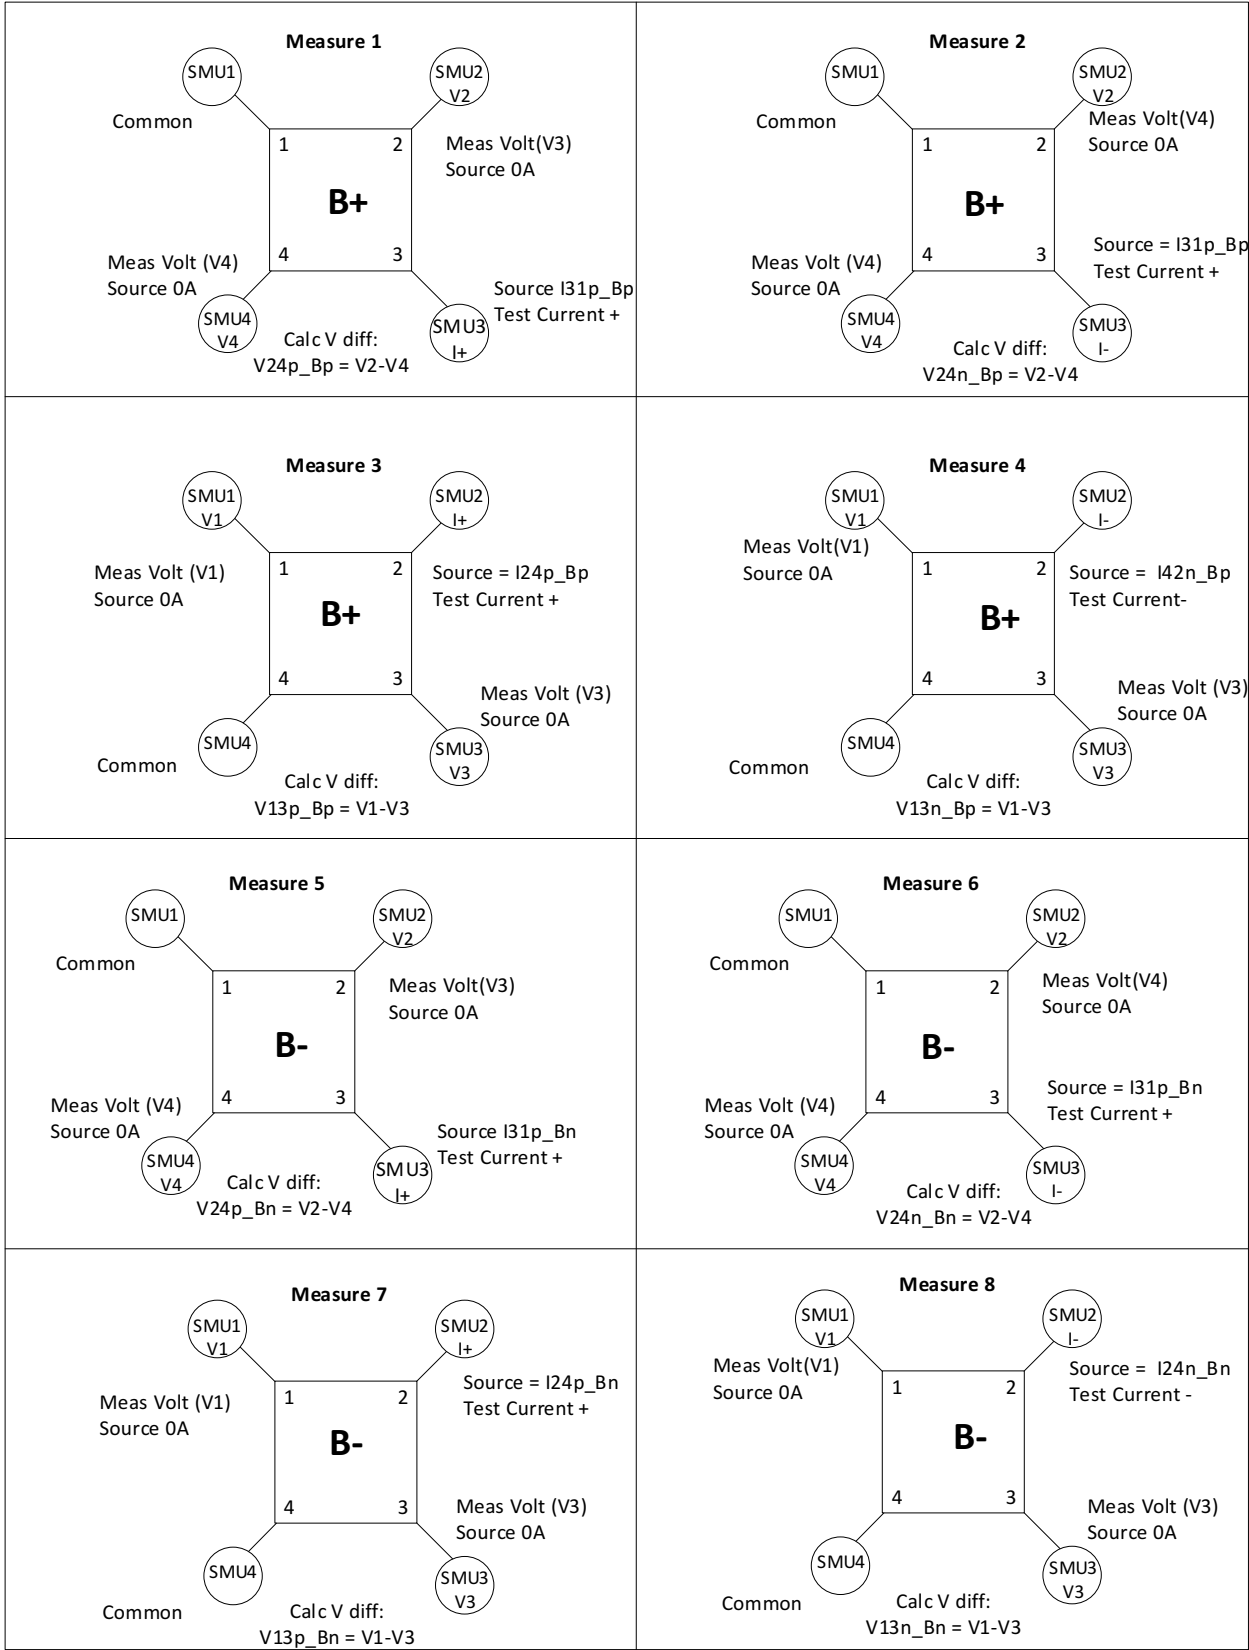 Measure 1
SMU1
SMU2
V2
Common
Meas Volt(V3)
Source 0A
1
2
B+
4
3
Meas Volt (V4)
Source 0A
SMU4
V4
Source I31p_Bp
Test Current +
SMU3
I+
Calc V diff:
V24p_Bp = V2-V4
Measure 2
SMU1
SMU2
V2
Common
Meas Volt(V4)
Source 0A
1
2
B+
4
3
Meas Volt (V4)
Source 0A
SMU4
V4
Source = I31p_Bp
Test Current +
SMU3
I-
Calc V diff:
V24n_Bp = V2-V4
Measure 3
SMU1
V1
SMU2
I+
Meas Volt (V1)
Source 0A
1
2
Source = I24p_Bp
Test Current +
B+
4
3
Meas Volt (V3)
Source 0A
SMU4
Common
SMU3
V3
Calc V diff:
V13p_Bp = V1-V3
Measure 4
SMU1
V1
SMU2
I-
Meas Volt(V1)
Source 0A
1
2
Source = I42n_Bp
Test Current-
B+
4
3
Meas Volt (V3)
Source 0A
SMU4
Common
SMU3
V3
Calc V diff:
V13n_Bp = V1-V3
Measure 5
SMU1
SMU2
V2
Common
Meas Volt(V3)
Source 0A
1
2
B-
4
3
Meas Volt (V4)
Source 0A
SMU4
V4
Source I31p_Bn
Test Current +
SMU3
I+
Calc V diff:
V24p_Bn = V2-V4
Measure 6
SMU1
SMU2
V2
Common
Meas Volt(V4)
Source 0A
1
2
B-
4
3
Meas Volt (V4)
Source 0A
SMU4
V4
Source = I31p_Bn
Test Current +
SMU3
I-
Calc V diff:
V24n_Bn = V2-V4
Measure 7
SMU1
V1
SMU2
I+
Meas Volt (V1)
Source 0A
1
2
Source = I24p_Bn
Test Current +
B-
4
3
Meas Volt (V3)
Source 0A
SMU4
Common
SMU3
V3
Calc V diff:
V13p_Bn = V1-V3
Measure 8
SMU1
V1
SMU2
I-
Meas Volt(V1)
Source 0A
1
2
Source = I24n_Bn
Test Current -
B-
4
3
Meas Volt (V3)
Source 0A
SMU4
Common
SMU3
V3
Calc V diff:
V13n_Bn = V1-V3